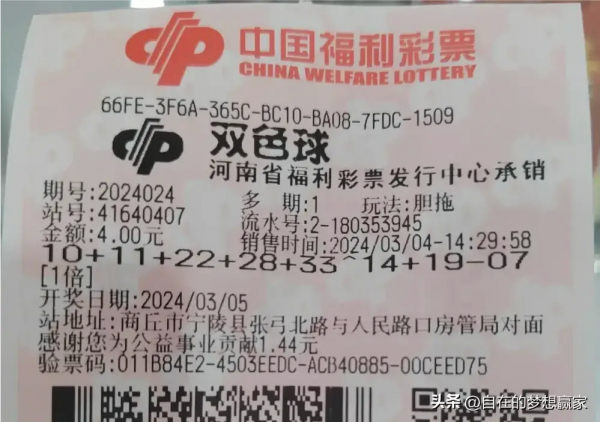 中国福利彩票
CHINA WELFARE LOTTERY
66FE-3F6A-365C-BC10-BA08-7FDC-1509
双色球
河南省福利彩票发行中心承销
期号:2024024 多 期:1 玩法:胆拖
站号:41640407 流水号:2-180353945
金额:4.00元 销售时间:2024/03/04-14:29:58
10+11+22+28+33^14+19-07
[1倍]
开奖日期:2024/03/05
站地址:商丘市宁陵县张弓北路与人民路口房管局对面
感谢您为公益事业贡献1.44元
验票码:011B84E2-4503EEDC-ACB40885-00CEED75
头条 @自在的梦想赢家